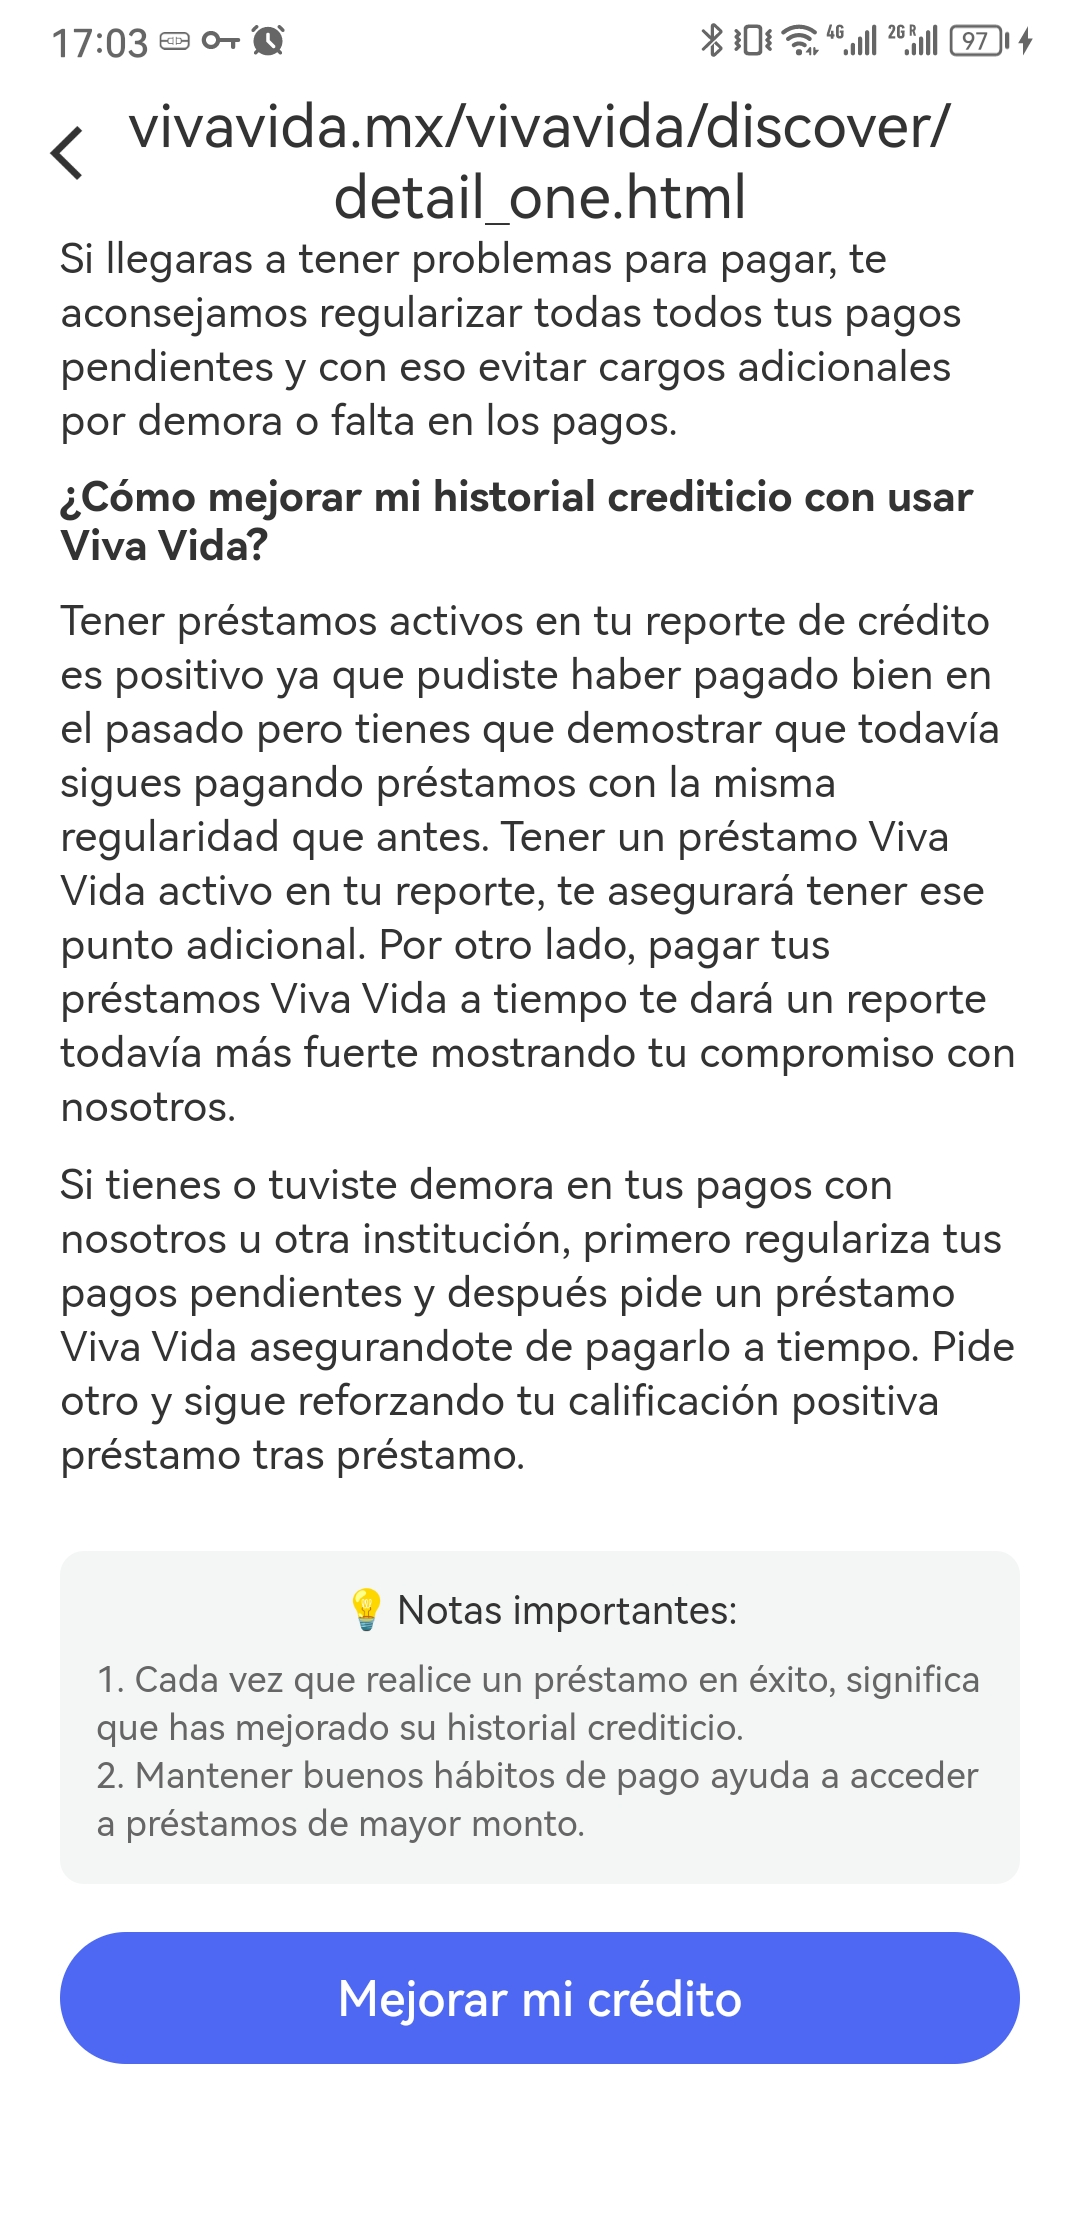 17:03
4G
2G R
97
vivavida.mx/vivavida/discover/
detail_one.html
Si llegaras a tener problemas para pagar, te
aconsejamos regularizar todas todos tus pagos
pendientes y con eso evitar cargos adicionales
por demora o falta en los pagos.
¿Cómo mejorar mi historial crediticio con usar
Viva Vida?
Tener préstamos activos en tu reporte de crédito
es positivo ya que pudiste haber pagado bien en
el pasado pero tienes que demostrar que todavía
sigues pagando préstamos con la misma
regularidad que antes. Tener un préstamo Viva
Vida activo en tu reporte, te asegurará tener ese
punto adicional. Por otro lado, pagar tus
préstamos Viva Vida a tiempo te dará un reporte
todavía más fuerte mostrando tu compromiso con
nosotros.
Si tienes o tuviste demora en tus pagos con
nosotros u otra institución, primero regulariza tus
pagos pendientes y después pide un préstamo
Viva Vida asegurandote de pagarlo a tiempo. Pide
otro y sigue reforzando tu calificación positiva
préstamo tras préstamo.
💡 Notas importantes:
1. Cada vez que realice un préstamo en éxito, significa
que has mejorado su historial crediticio.
2. Mantener buenos hábitos de pago ayuda a acceder
a préstamos de mayor monto.
Mejorar mi crédito